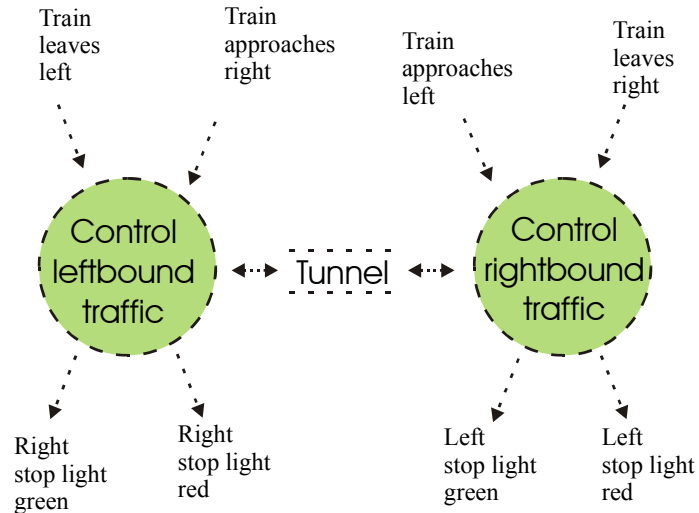 Train
leaves
left
Train
approaches
right
Train
approaches
left
Train
leaves
right
Control
leftbound
traffic
Tunnel
Control
rightbound
traffic
Right
stop light
green
Right
stop light
red
Left
stop light
green
Left
stop light
red